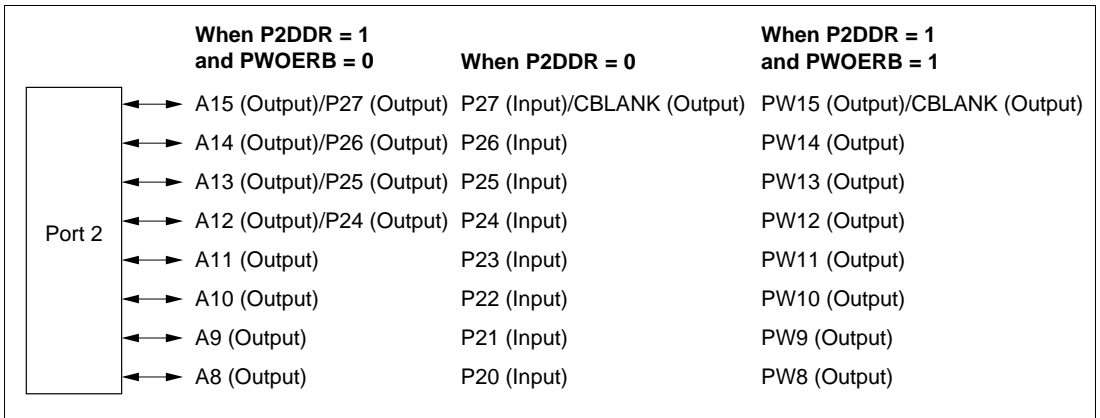 When P2DDR = 1 and PWOERB = 0
When P2DDR = 0
When P2DDR = 1 and PWOERB = 1
Port 2
A15 (Output)/P27 (Output) P27 (Input)/CBLANK (Output) PW15 (Output)/CBLANK (Output)
A14 (Output)/P26 (Output) P26 (Input) PW14 (Output)
A13 (Output)/P25 (Output) P25 (Input) PW13 (Output)
A12 (Output)/P24 (Output) P24 (Input) PW12 (Output)
A11 (Output) P23 (Input) PW11 (Output)
A10 (Output) P22 (Input) PW10 (Output)
A9 (Output) P21 (Input) PW9 (Output)
A8 (Output) P20 (Input) PW8 (Output)